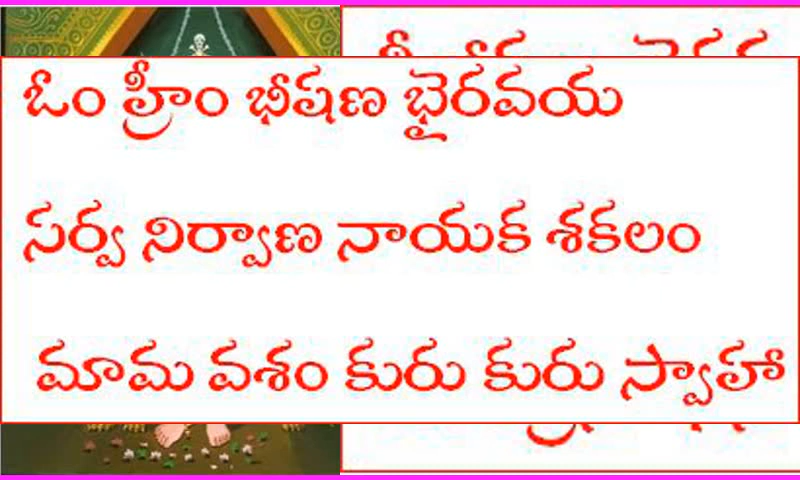 ఓం హ్రీం భీషణ భైరవయ
సర్వ నిర్వాణ నాయక శకలం
మామ వశం కురు కురు స్వాహా